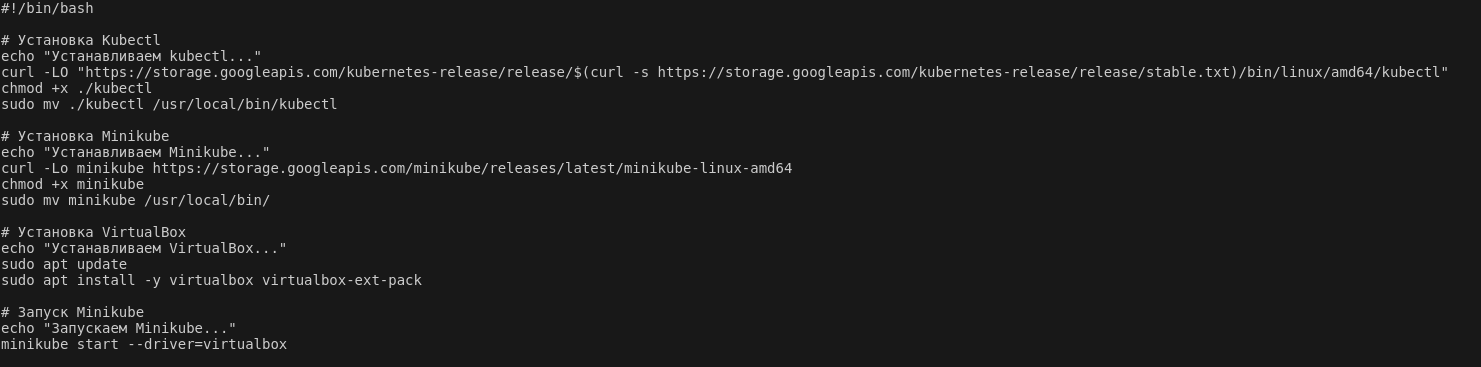 #!/bin/bash
# Установка Kubectl
echo "Устанавливаем kubectl..."
curl -LO "https://storage.googleapis.com/kubernetes-release/release/$(curl -s https://storage.googleapis.com/kubernetes-release/release/stable.txt)/bin/linux/amd64/kubectl"
chmod +x ./kubectl
sudo mv ./kubectl /usr/local/bin/kubectl
# Установка Minikube
echo "Устанавливаем Minikube..."
curl -Lo minikube https://storage.googleapis.com/minikube/releases/latest/minikube-linux-amd64
chmod +x minikube
sudo mv minikube /usr/local/bin/
# Установка VirtualBox
echo "Устанавливаем VirtualBox..."
sudo apt update
sudo apt install -y virtualbox virtualbox-ext-pack
# Запуск Minikube
echo "Запускаем Minikube..."
minikube start --driver=virtualbox